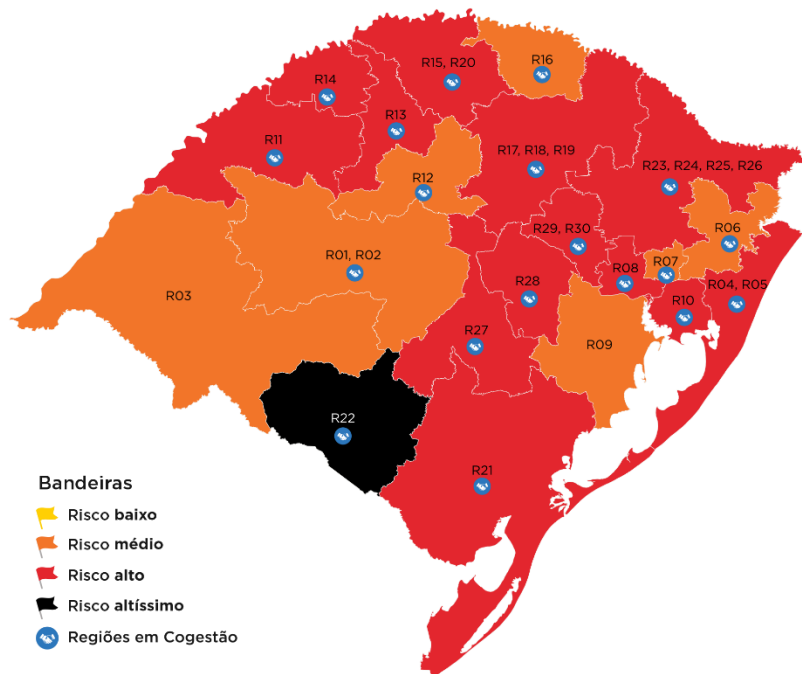 R16
R15, R20
R14
R13
R11
R17, R18, R19
R23, R24, R25, R26
R12
R06
R29, R30
R01, R02
R07
R08
R03
R28
R10
R04, R05
R27
R09
R22
R21
Bandeiras
Risco baixo
Risco médio
Risco alto
Risco altíssimo
Regiões em Cogestão